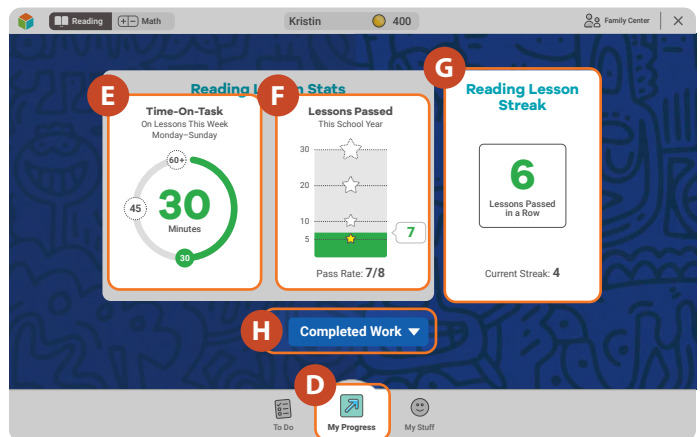 Reading
Math
Kristin
400
Family Center
E
F
G
Reading Lesson Stats
Time-On-Task
On Lessons This Week
Monday–Sunday
60+
45
30
Minutes
30
Lessons Passed
This School Year
30
20
10
5
7
Pass Rate: 7/8
Reading Lesson
Streak
6
Lessons Passed
in a Row
Current Streak: 4
H
Completed Work
D
To Do
My Progress
My Stuff